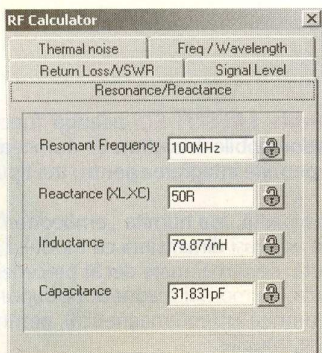 RF Calculator
Thermal noise Freq / Wavelength
Return Loss/VSWR Signal Level
Resonance/Reactance
Resonant Frequency 100MHz
Reactance (XL,XC) 50R
Inductance 79.877nH
Capacitance 31.831pF